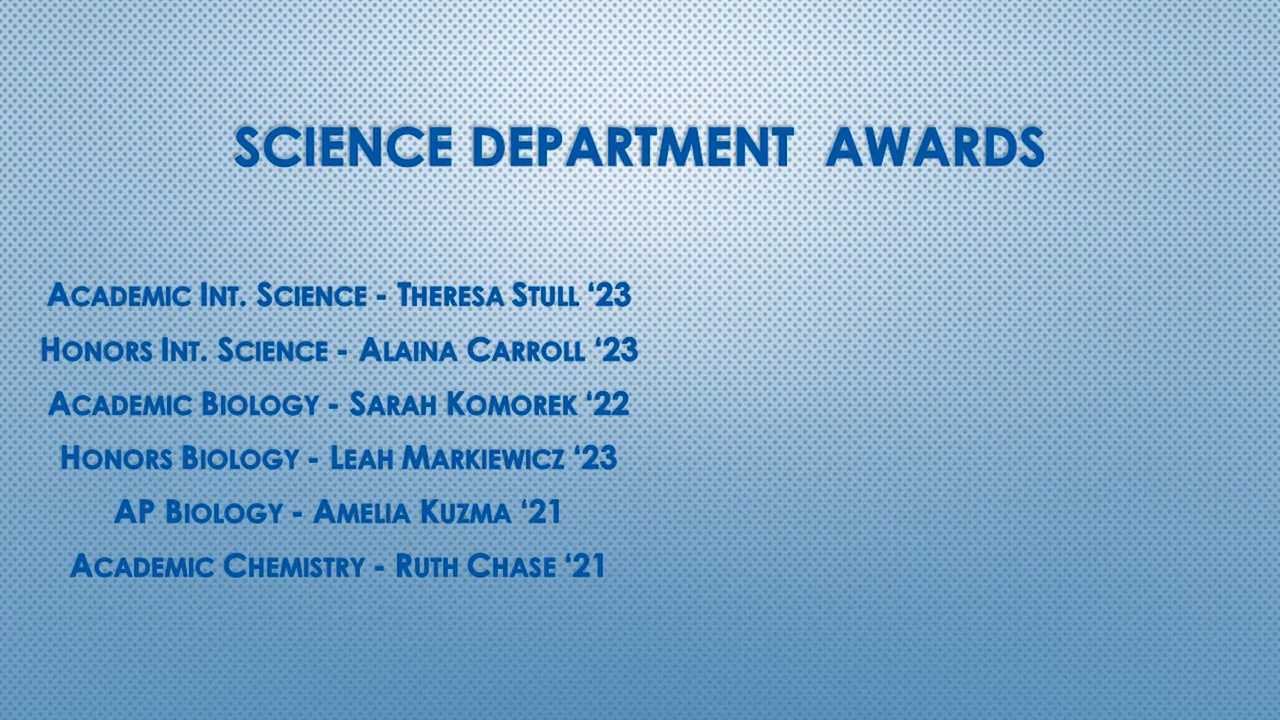 SCIENCE DEPARTMENT AWARDS
ACADEMIC INT. SCIENCE - THERESA STULL ‘23
HONORS INT. SCIENCE - ALAINA CARROLL ‘23
ACADEMIC BIOLOGY - SARAH KOMOREK ‘22
HONORS BIOLOGY - LEAH MARKIEWICZ ‘23
AP BIOLOGY - AMELIA KUZMA ‘21
ACADEMIC CHEMISTRY - RUTH CHASE ‘21